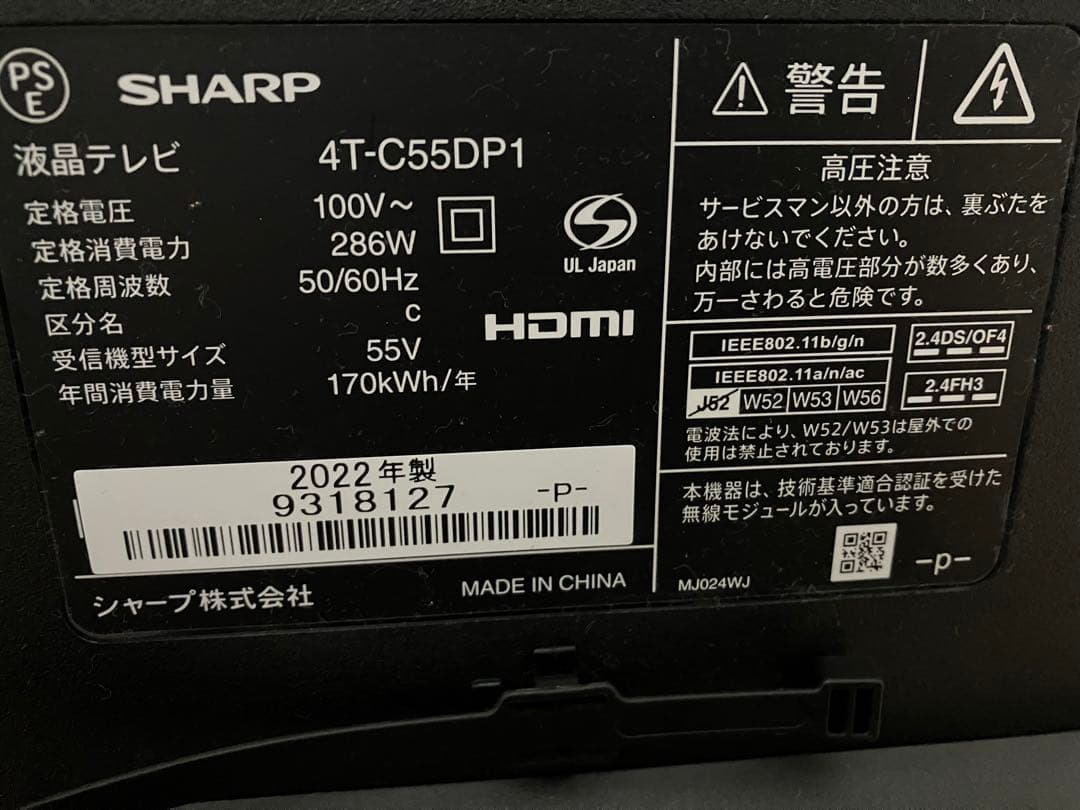 PS
E
SHARP
液晶テレビ 4T-C55DP1
定格電圧 100V～
定格消費電力 286W
定格周波数 50/60Hz
区分名 C
受信機型サイズ 55V
年間消費電力量 170kWh/年
S
UL Japan
HDMI
2022年製
9318127 -P-
シャープ株式会社 MADE IN CHINA
警告
高圧注意
サービスマン以外の方は、裏ぶたを
あけないでください。
内部には高電圧部分が数多くあり、
万一さわると危険です。
IEEE802.11b/g/n
2.4DS/OF4
IEEE802.11a/n/ac
J52 W52 W53 W56
2.4FH3
電波法により、W52/W53は屋外での
使用は禁止されております。
本機器は、技術基準適合認証を受けた
無線モジュールが入っています。
MJ024WJ -P-